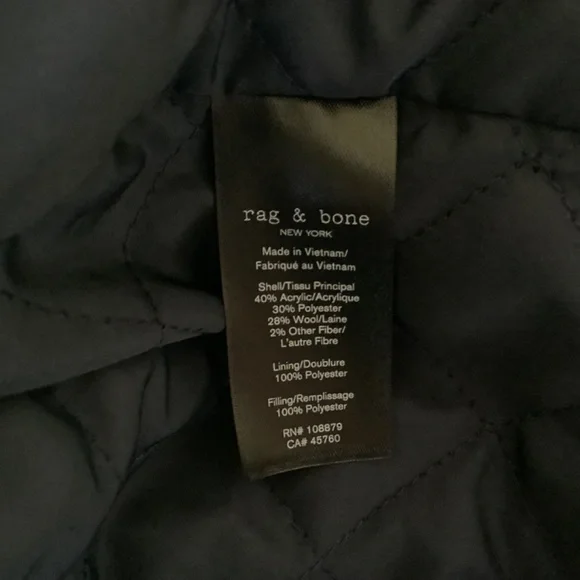 rag & bone
NEW YORK
Made in Vietnam/
Fabriqué au Vietnam
Shell/Tissu Principal
40% Acrylic/Acrylique
30% Polyester
28% Wool/Laine
2% Other Fiber/
L'autre Fibre
Lining/Doublure
100% Polyester
Filling/Remplissage
100% Polyester
RN# 108879
CA# 45760